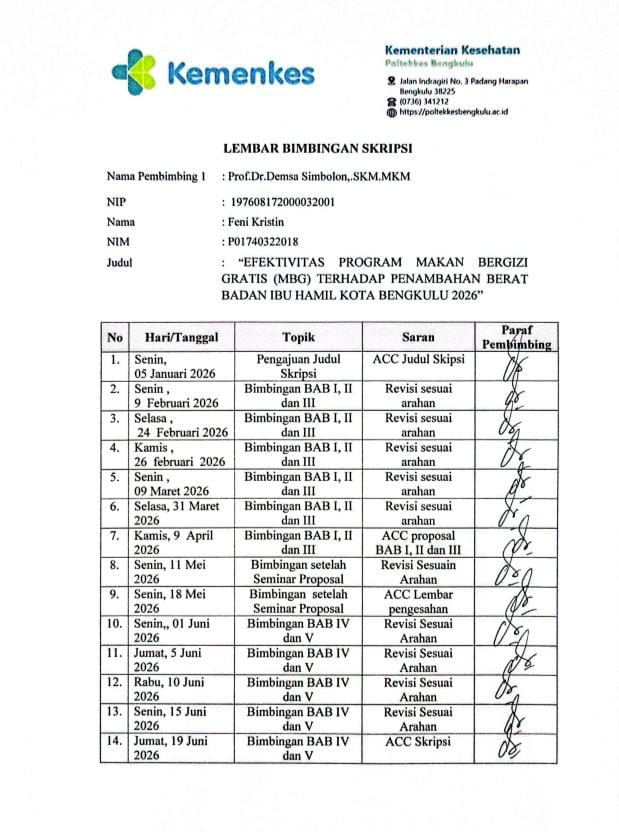 Kemenkes
Kementerian Kesehatan
Poltekkes Bengkulu
Jalan Indragiri No. 3 Padang Harapan
Bengkulu 38225
(0736) 341212
https://poltekkesbengkulu.ac.id
LEMBAR BIMBINGAN SKRIPSI
Nama Pembimbing 1 : Prof.Dr.Demsa Simbolon,.SKM.MKM
NIP : 197608172000032001
Nama : Feni Kristin
NIM : P01740322018
Judul : “EFEKTIVITAS PROGRAM MAKAN BERGIZI
GRATIS (MBG) TERHADAP PENAMBAHAN BERAT
BADAN IBU HAMIL KOTA BENGKULU 2026”
No Hari/Tanggal Topik Saran Paraf
Pembimbing
1. Senin, Pengajuan Judul ACC Judul Skipsi
05 Januari 2026 Skripsi
2. Senin , Bimbingan BAB I, II Revisi sesuai
9 Februari 2026 dan III arahan
3. Selasa , Bimbingan BAB I, II Revisi sesuai
24 Februari 2026 dan III arahan
4. Kamis , Bimbingan BAB I, II Revisi sesuai
26 februari 2026 dan III arahan
5. Senin , Bimbingan BAB I, II Revisi sesuai
09 Maret 2026 dan III arahan
6. Selasa, 31 Maret Bimbingan BAB I, II Revisi sesuai
2026 dan III arahan
7. Kamis, 9 April Bimbingan BAB I, II ACC proposal
2026 dan III BAB I, II dan III
8. Senin, 11 Mei Bimbingan setelah Revisi Sesuain
2026 Seminar Proposal Arahan
9. Senin, 18 Mei Bimbingan setelah ACC Lembar
2026 Seminar Proposal pengesahan
10. Senin,, 01 Juni Bimbingan BAB IV Revisi Sesuai
2026 dan V Arahan
11. Jumat, 5 Juni Bimbingan BAB IV Revisi Sesuai
2026 dan V Arahan
12. Rabu, 10 Juni Bimbingan BAB IV Revisi Sesuai
2026 dan V Arahan
13. Senin, 15 Juni Bimbingan BAB IV Revisi Sesuai
2026 dan V Arahan
14. Jumat, 19 Juni Bimbingan BAB IV ACC Skripsi
2026 dan V